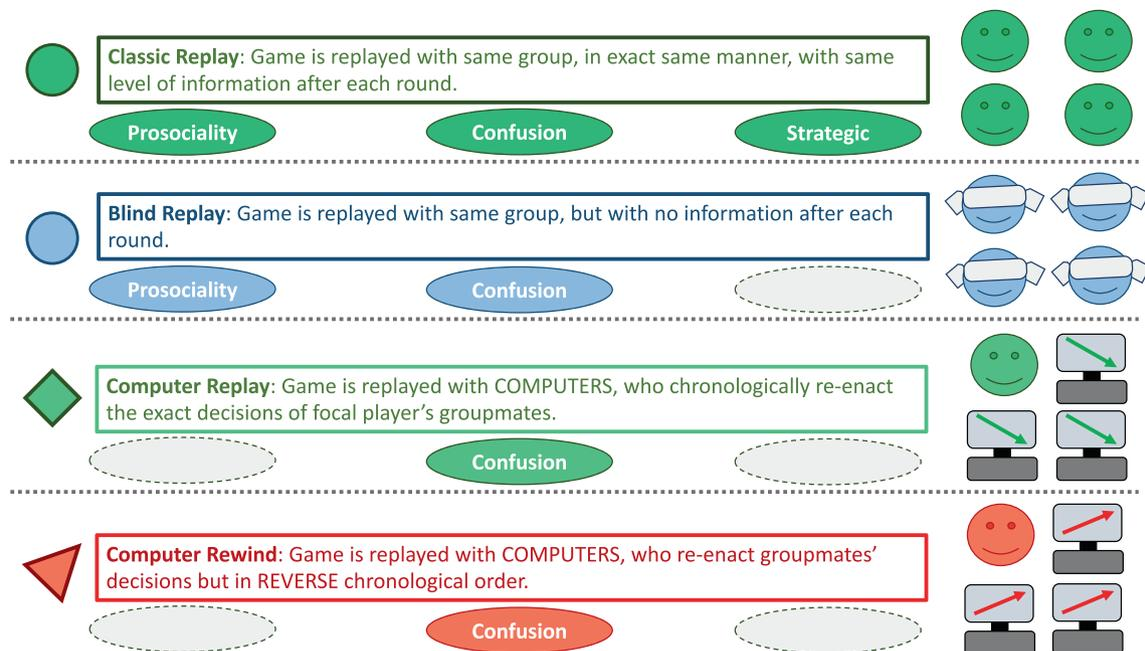 Classic Replay: Game is replayed with same group, in exact same manner, with same
level of information after each round.
Prosociality Confusion Strategic
Blind Replay: Game is replayed with same group, but with no information after each
round.
Prosociality Confusion
Computer Replay: Game is replayed with COMPUTERS, who chronologically re-enact
the exact decisions of focal player’s groupmates.
Confusion
Computer Rewind: Game is replayed with COMPUTERS, who re-enact groupmates’
decisions but in REVERSE chronological order.
Confusion